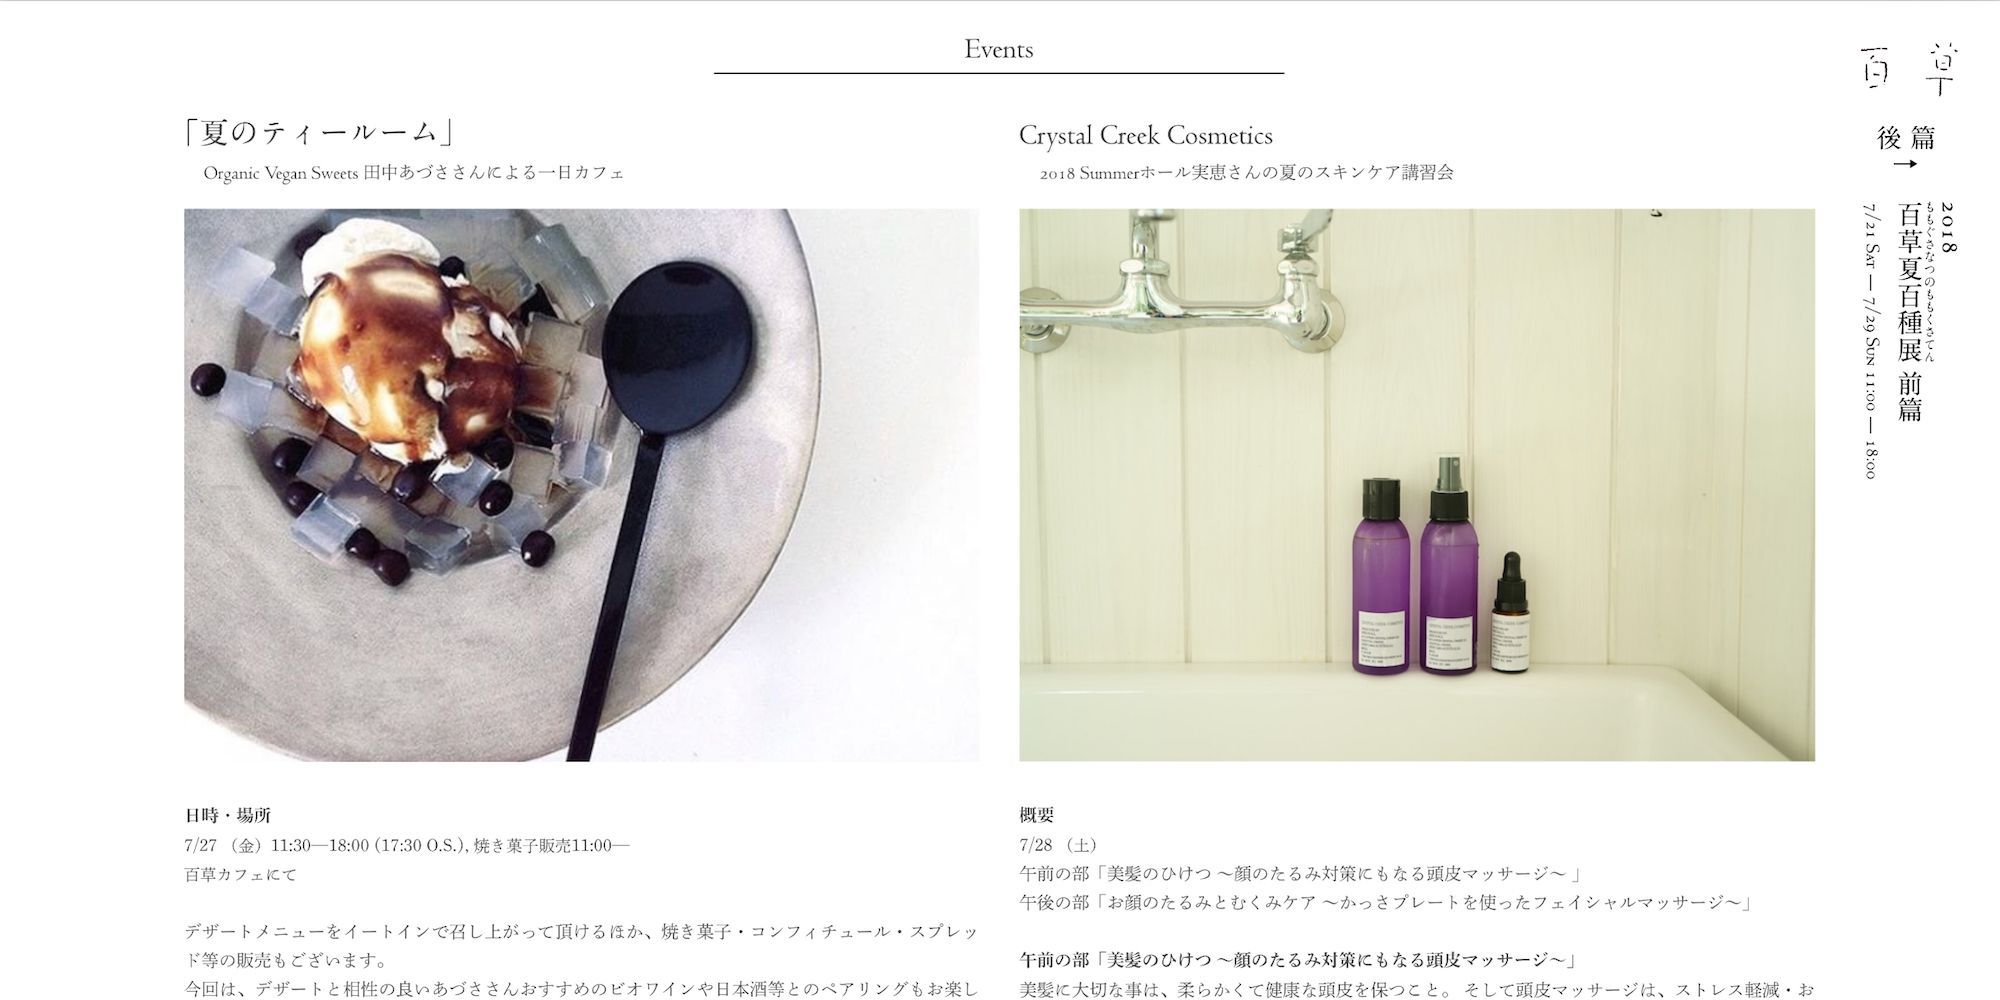 Events
「夏のティールーム」
Organic Vegan Sweets 田中あづささんによる一日カフェ
日時・場所
7/27 （金）11:30—18:00 (17:30 O.S.), 焼き菓子販売11:00—
百草カフェにて
デザートメニューをイートインで召し上がって頂けるほか、焼き菓子・コンフィチュール・スプレッ
ド等の販売もございます。
今回は、デザートと相性の良いあづささんおすすめのビオワインや日本酒等とのペアリングもお楽し
Crystal Creek Cosmetics
2018 Summerホール実恵さんの夏のスキンケア講習会
CRYSTAL CREEK COSMETICS
概要
7/28 （土）
午前の部「美髪のひけつ 〜顔のたるみ対策にもなる頭皮マッサージ〜 」
午後の部「お顔のたるみとむくみケア 〜かっさプレートを使ったフェイシャルマッサージ〜」
午前の部「美髪のひけつ 〜顔のたるみ対策にもなる頭皮マッサージ〜」
美髪に大切な事は、柔らかくて健康な頭皮を保つこと。 そして頭皮マッサージは、ストレス軽減・お
百草
後篇
→
2018
ももぐさなつのももくさてん
百草夏百種展 前篇
7/21 Sat — 7/29 Sun 11:00 — 18:00